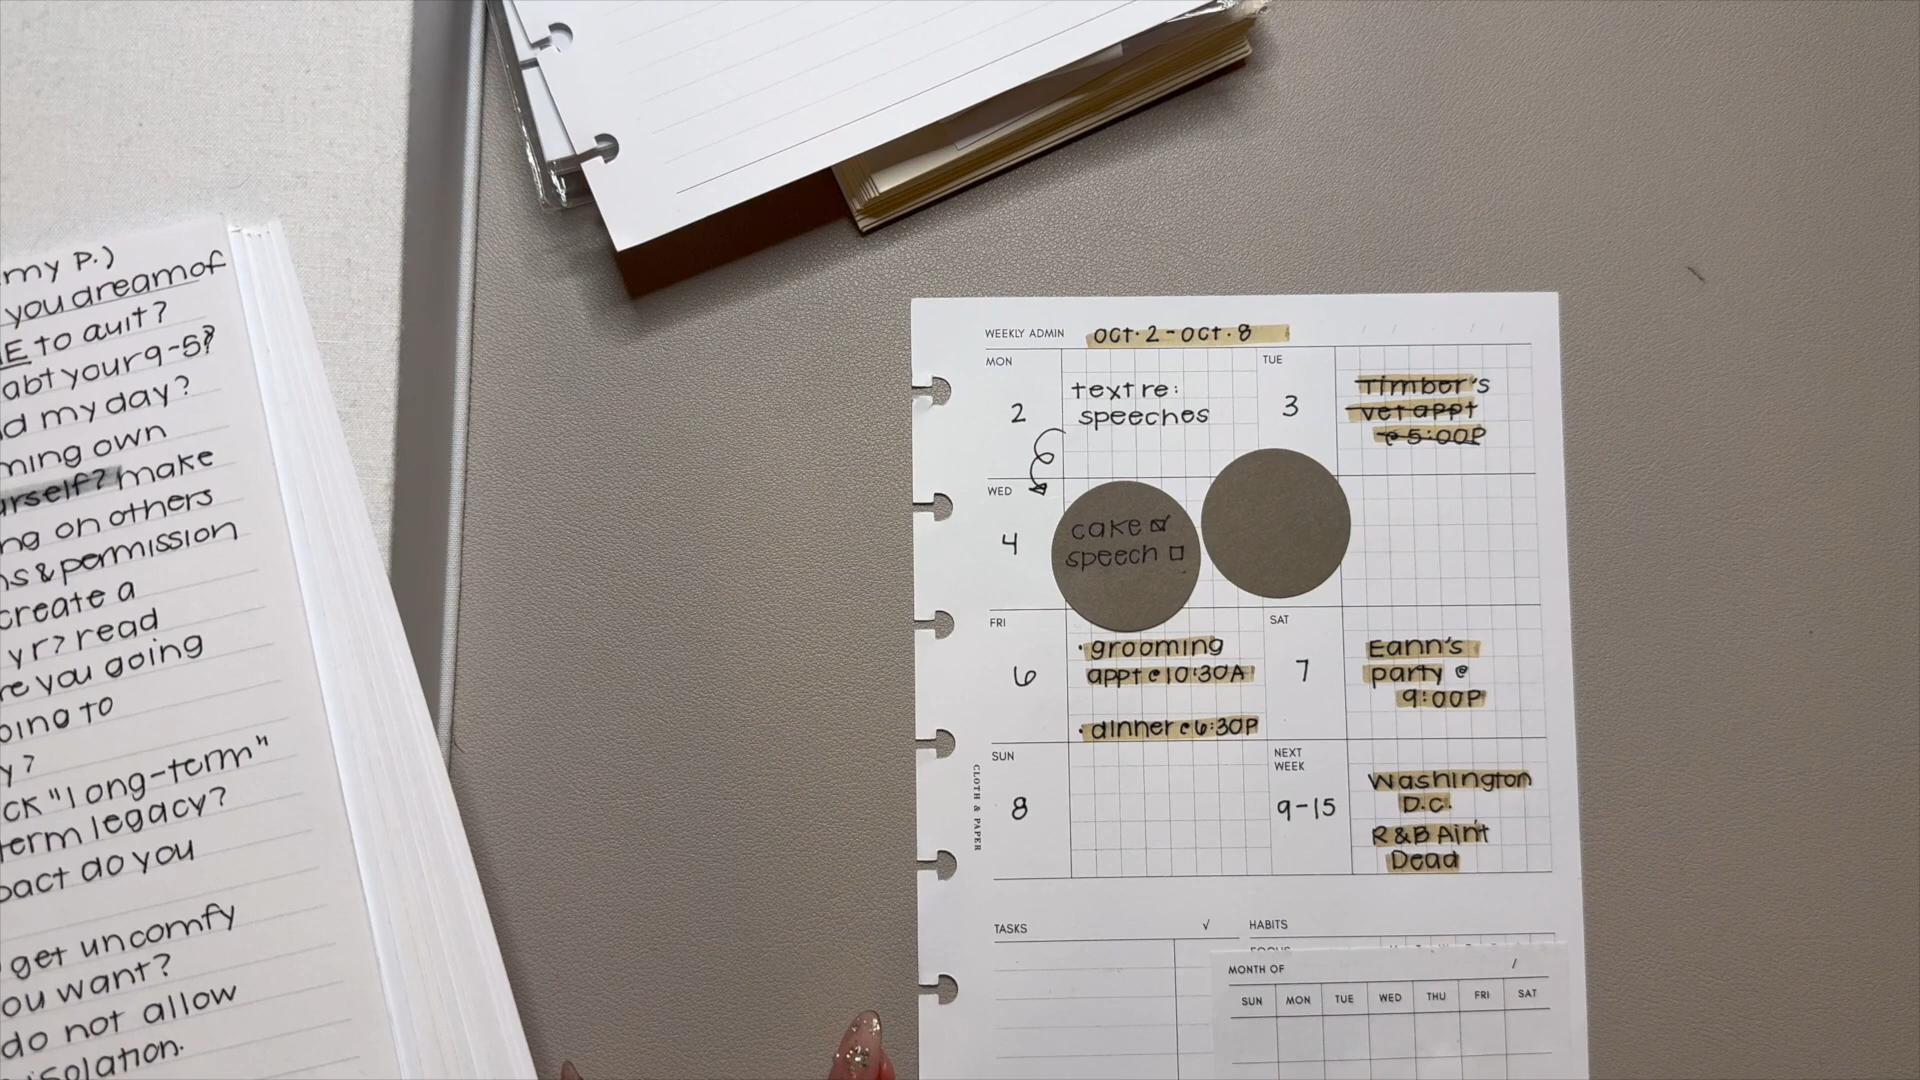 my P.)
you dream of
E to quit?
abt your 9-5?
d my day?
ning own
urself? make
ng on others
s & permission
create a
yr? read
re you going
oing to
y?
ck "long-term"
term legacy?
pact do you
get uncomfy
ou want?
do not allow
isolation.
WEEKLY ADMIN OCT. 2 - OCT. 8
MON
2
text re:
speeches
TUE
3
Timber's
vet appt
@ 5:00P
WED
4
cake ☑
speech ☐
FRI
6
• grooming
appt @ 10:30A
• dinner @ 6:30P
SAT
7
Eann's
party @
9:00P
SUN
8
NEXT
WEEK
9-15
Washington
D.C.
R&B Ain't
Dead
CLOTH & PAPER
TASKS √
HABITS
MONTH OF /
SUN MON TUE WED THU FRI SAT